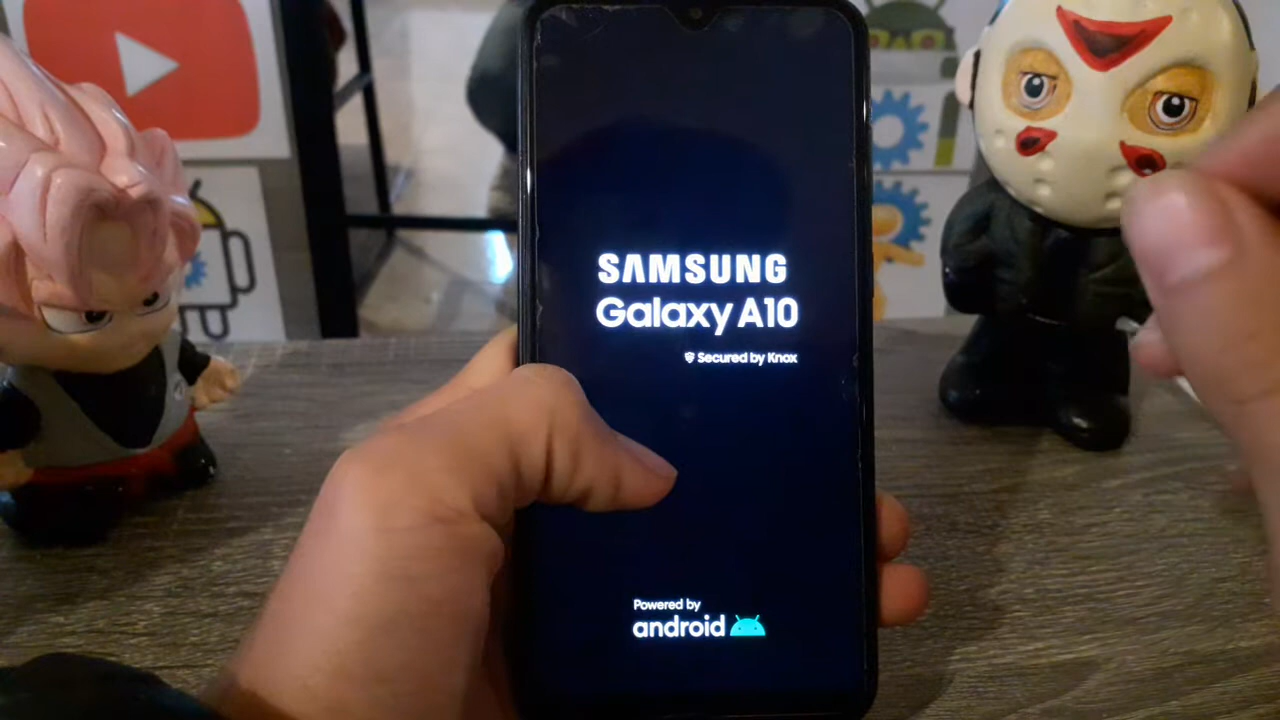 SAMSUNG
Galaxy A10
Secured by Knox
Powered by
android